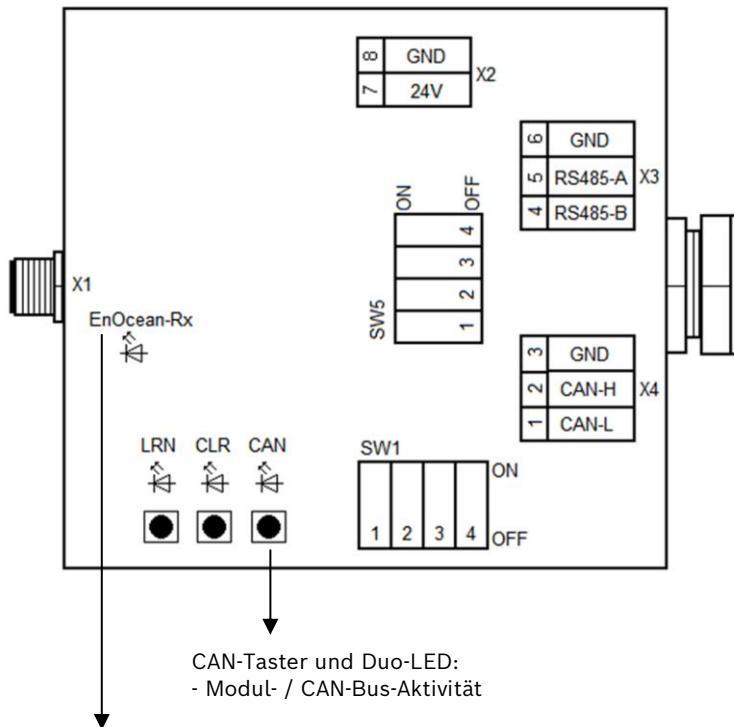 8 GND
7 24V
X2
6 GND
5 RS485-A
4 RS485-B
X3
ON OFF
4
3
2
1
SW5
X1
EnOcean-Rx
3 GND
2 CAN-H
1 CAN-L
X4
LRN CLR CAN
SW1
ON
1 2 3 4
OFF
CAN-Taster und Duo-LED:
- Modul- / CAN-Bus-Aktivität